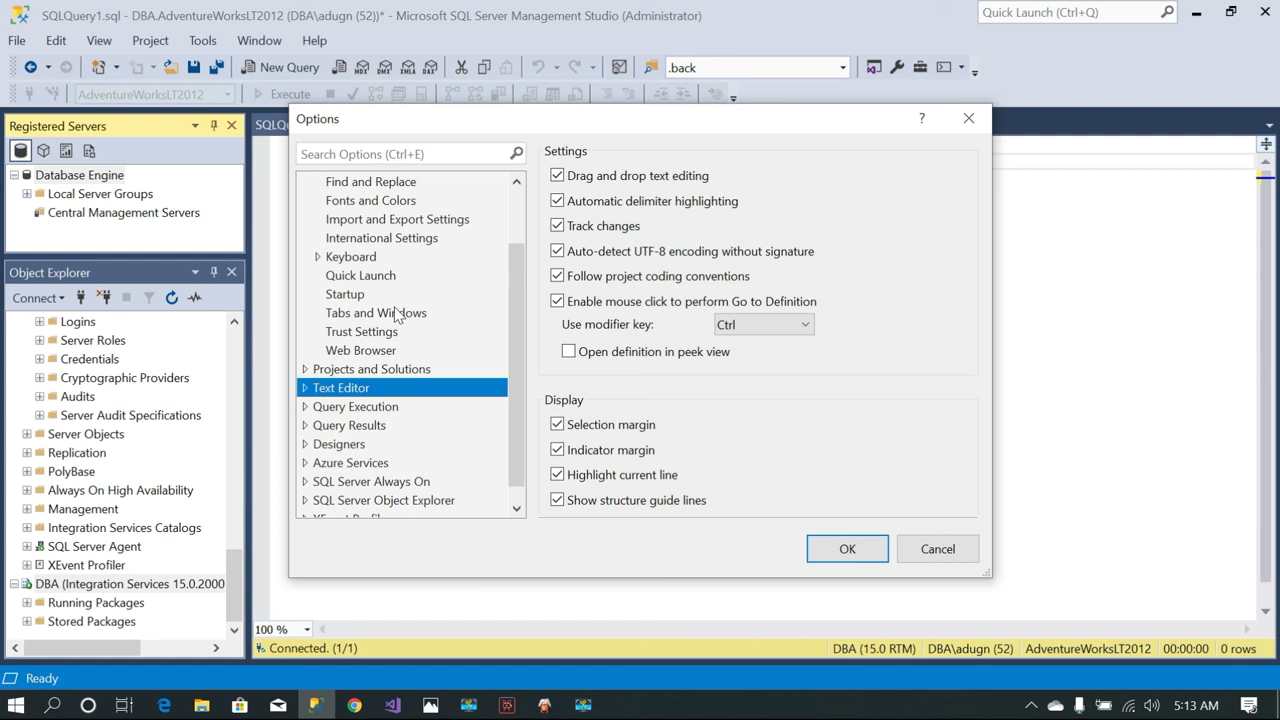 SQLQuery1.sql - DBA.AdventureWorksLT2012 (DBA\adugn (52))* - Microsoft SQL Server Management Studio (Administrator)
Quick Launch (Ctrl+Q)
File Edit View Project Tools Window Help
New Query
MDX DMX XMLA DAX
.back
AdventureWorksLT2012
Execute
Registered Servers
Database Engine
Local Server Groups
Central Management Servers
Object Explorer
Connect
Logins
Server Roles
Credentials
Cryptographic Providers
Audits
Server Audit Specifications
Server Objects
Replication
PolyBase
Always On High Availability
Management
Integration Services Catalogs
SQL Server Agent
XEvent Profiler
DBA (Integration Services 15.0.2000
Running Packages
Stored Packages
Options
?
Search Options (Ctrl+E)
Find and Replace
Fonts and Colors
Import and Export Settings
International Settings
Keyboard
Quick Launch
Startup
Tabs and Windows
Trust Settings
Web Browser
Projects and Solutions
Text Editor
Query Execution
Query Results
Designers
Azure Services
SQL Server Always On
SQL Server Object Explorer
Settings
Drag and drop text editing
Automatic delimiter highlighting
Track changes
Auto-detect UTF-8 encoding without signature
Follow project coding conventions
Enable mouse click to perform Go to Definition
Use modifier key: Ctrl
Open definition in peek view
Display
Selection margin
Indicator margin
Highlight current line
Show structure guide lines
OK
Cancel
100 %
Connected. (1/1)
DBA (15.0 RTM) DBA\adugn (52) AdventureWorksLT2012 00:00:00 0 rows
Ready
5:13 AM